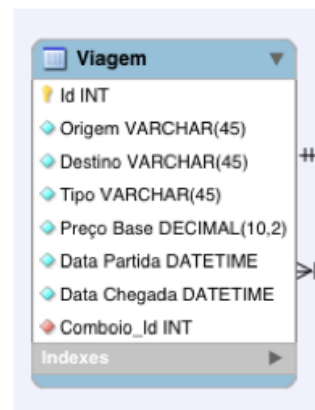 Viagem
Id INT
Origem VARCHAR(45)
Destino VARCHAR(45)
Tipo VARCHAR(45)
Preço Base DECIMAL(10,2)
Data Partida DATETIME
Data Chegada DATETIME
Comboio_Id INT
Indexes